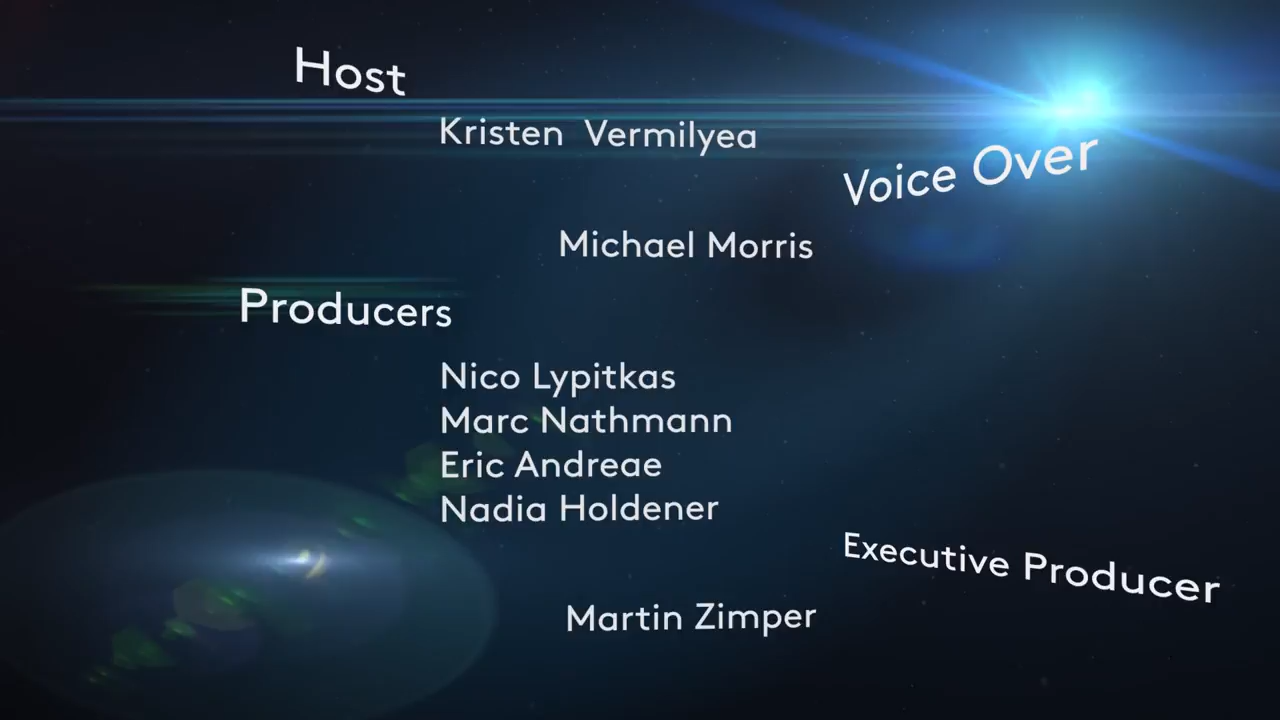 Host
Kristen Vermilyea
Voice Over
Michael Morris
Producers
Nico Lypitkas
Marc Nathmann
Eric Andreae
Nadia Holdener
Executive Producer
Martin Zimper